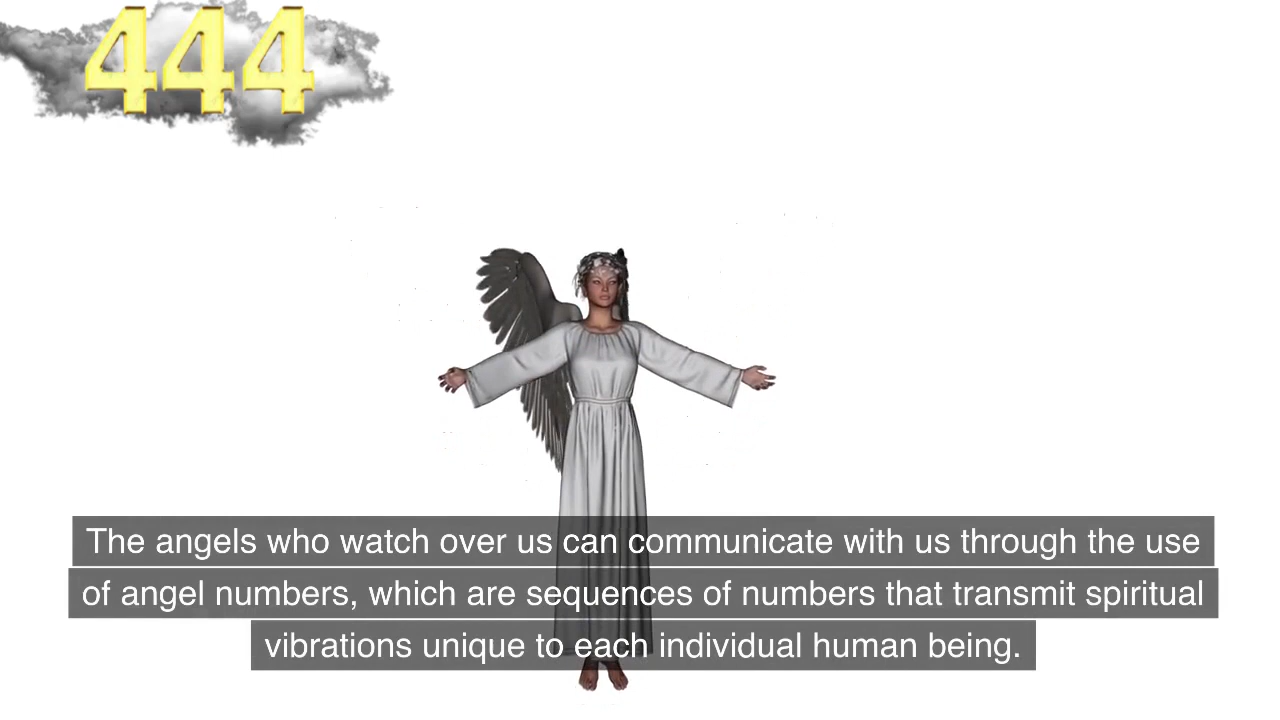 444
The angels who watch over us can communicate with us through the use
of angel numbers, which are sequences of numbers that transmit spiritual
vibrations unique to each individual human being.